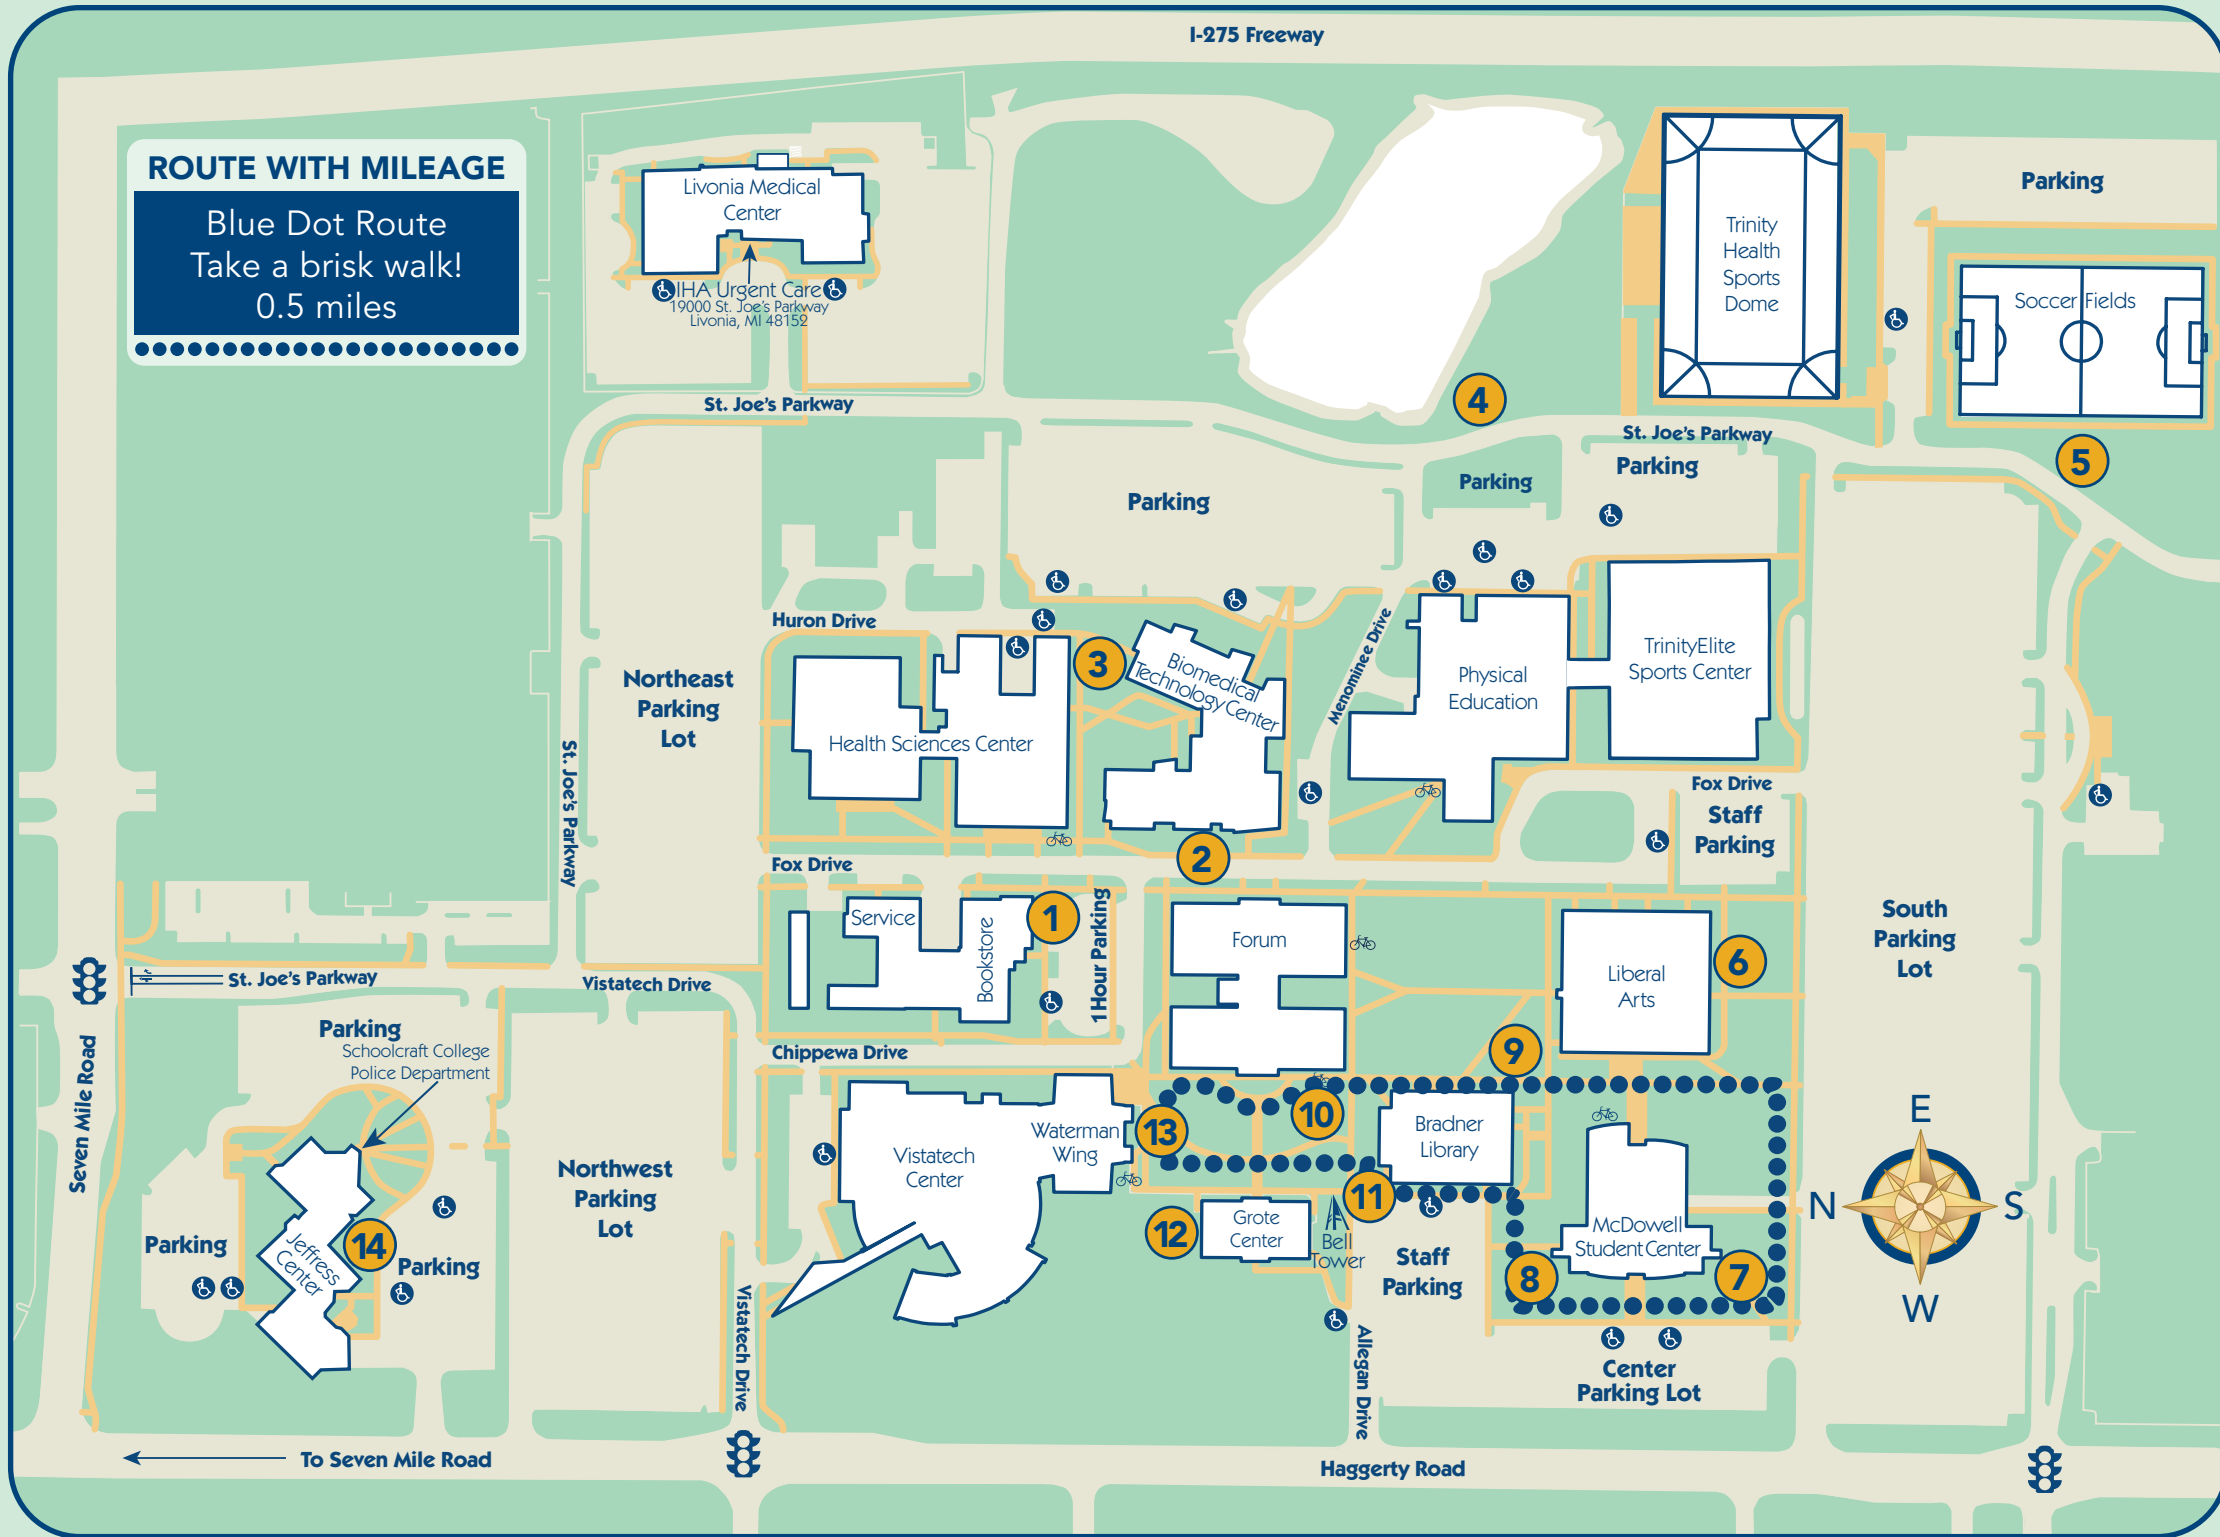 I-275 Freeway
ROUTE WITH MILEAGE
Blue Dot Route
Take a brisk walk!
0.5 miles
Livonia Medical
Center
IHA Urgent Care
19000 St. Joe's Parkway
Livonia, MI 48152
St. Joe's Parkway
Trinity
Health
Sports
Dome
Parking
Soccer Fields
4
St. Joe's Parkway
Parking
5
Parking
Parking
Huron Drive
3
Biomedical
Technology Center
Menominee Drive
Physical
Education
TrinityElite
Sports Center
Northeast
Parking
Lot
Health Sciences Center
St. Joe's Parkway
Fox Drive
Staff
Parking
2
Fox Drive
Service
Bookstore
1
1 Hour Parking
Forum
Liberal
Arts
6
South
Parking
Lot
St. Joe's Parkway
Vistatech Drive
Parking
Schoolcraft College
Police Department
Seven Mile Road
Chippewa Drive
9
10
13
Waterman
Wing
Vistatech
Center
Bradner
Library
Northwest
Parking
Lot
11
12
Grote
Center
Bell
Tower
Staff
Parking
McDowell
Student Center
8
7
E
N
S
W
Parking
Jeffress
Center
14
Parking
Vistatech Drive
Allegan Drive
Center
Parking Lot
To Seven Mile Road
Haggerty Road